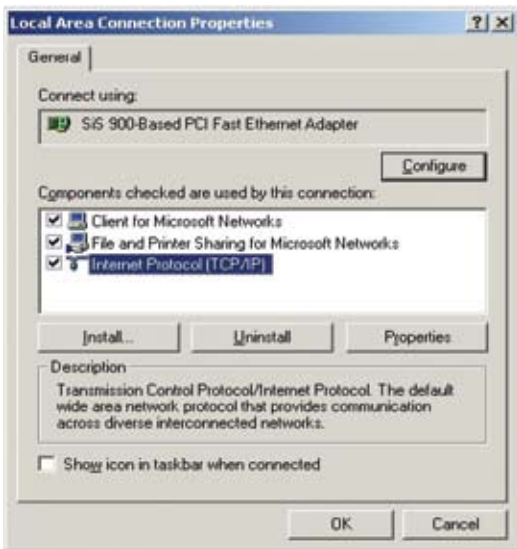 Local Area Connection Properties
General
Connect using:
SiS 900-Based PCI Fast Ethernet Adapter
Configure
Components checked are used by this connection:
Client for Microsoft Networks
File and Printer Sharing for Microsoft Networks
Internet Protocol (TCP/IP)
Install...
Uninstall
Properties
Description
Transmission Control Protocol/Internet Protocol. The default
wide area network protocol that provides communication
across diverse interconnected networks.
Show icon in taskbar when connected
OK
Cancel